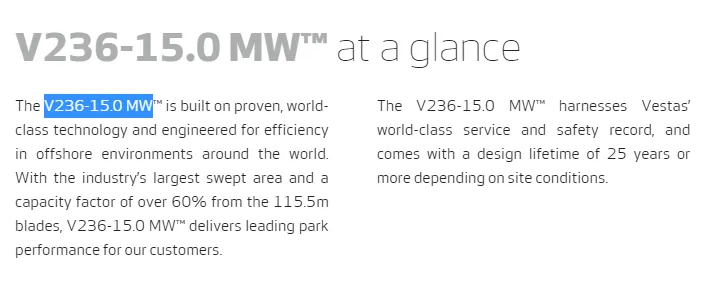 V236-15.0 MW™ at a glance
The V236-15.0 MW™ is built on proven, world-
class technology and engineered for efficiency
in offshore environments around the world.
With the industry's largest swept area and a
capacity factor of over 60% from the 115.5m
blades, V236-15.0 MW™ delivers leading park
performance for our customers.
The V236-15.0 MW™ harnesses Vestas'
world-class service and safety record, and
comes with a design lifetime of 25 years or
more depending on site conditions.